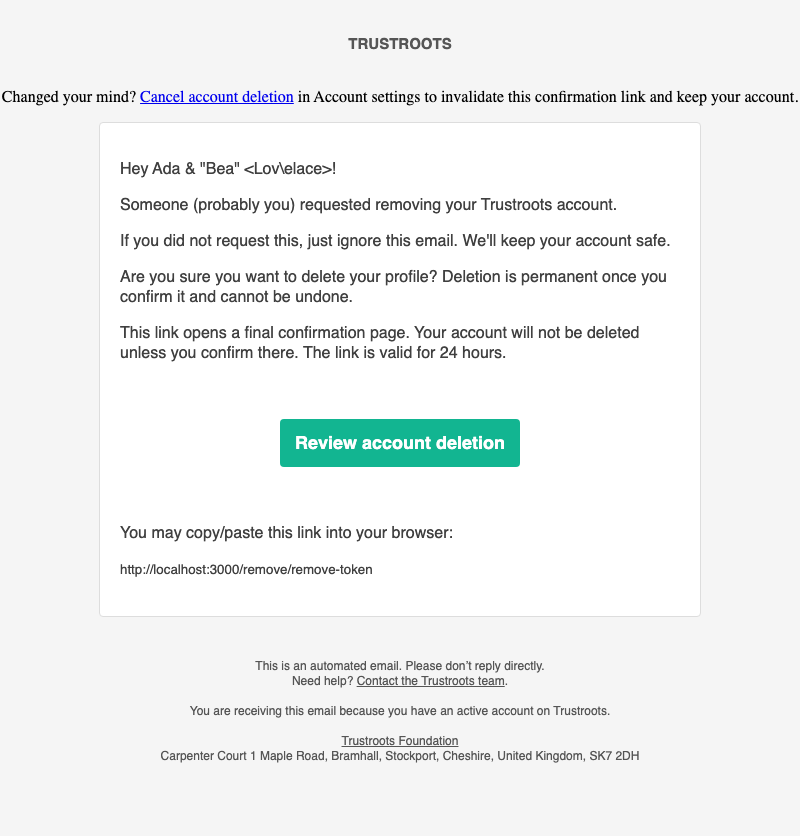 TRUSTROOTS
Changed your mind? Cancel account deletion in Account settings to invalidate this confirmation link and keep your account.
Hey Ada & "Bea" <Lov\elace>!
Someone (probably you) requested removing your Trustroots account.
If you did not request this, just ignore this email. We'll keep your account safe.
Are you sure you want to delete your profile? Deletion is permanent once you
confirm it and cannot be undone.
This link opens a final confirmation page. Your account will not be deleted
unless you confirm there. The link is valid for 24 hours.
Review account deletion
You may copy/paste this link into your browser:
http://localhost:3000/remove/remove-token
This is an automated email. Please don’t reply directly.
Need help? Contact the Trustroots team.
You are receiving this email because you have an active account on Trustroots.
Trustroots Foundation
Carpenter Court 1 Maple Road, Bramhall, Stockport, Cheshire, United Kingdom, SK7 2DH